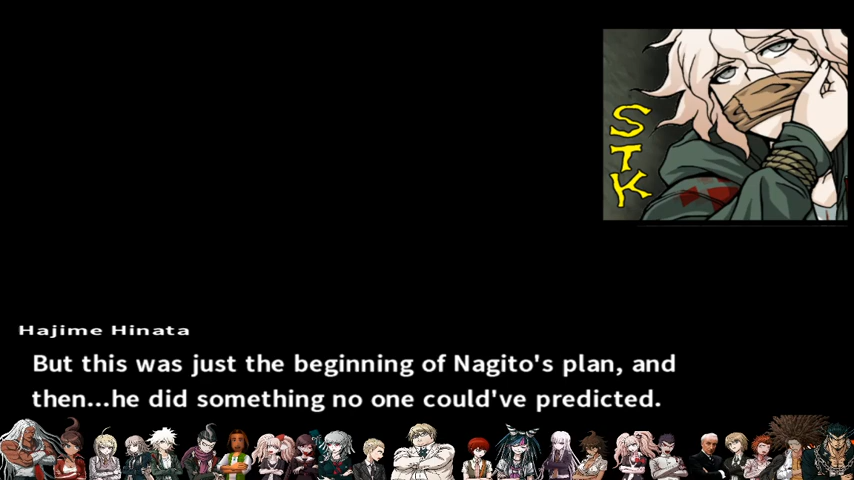 STK
Hajime Hinata
But this was just the beginning of Nagito's plan, and
then...he did something no one could've predicted.